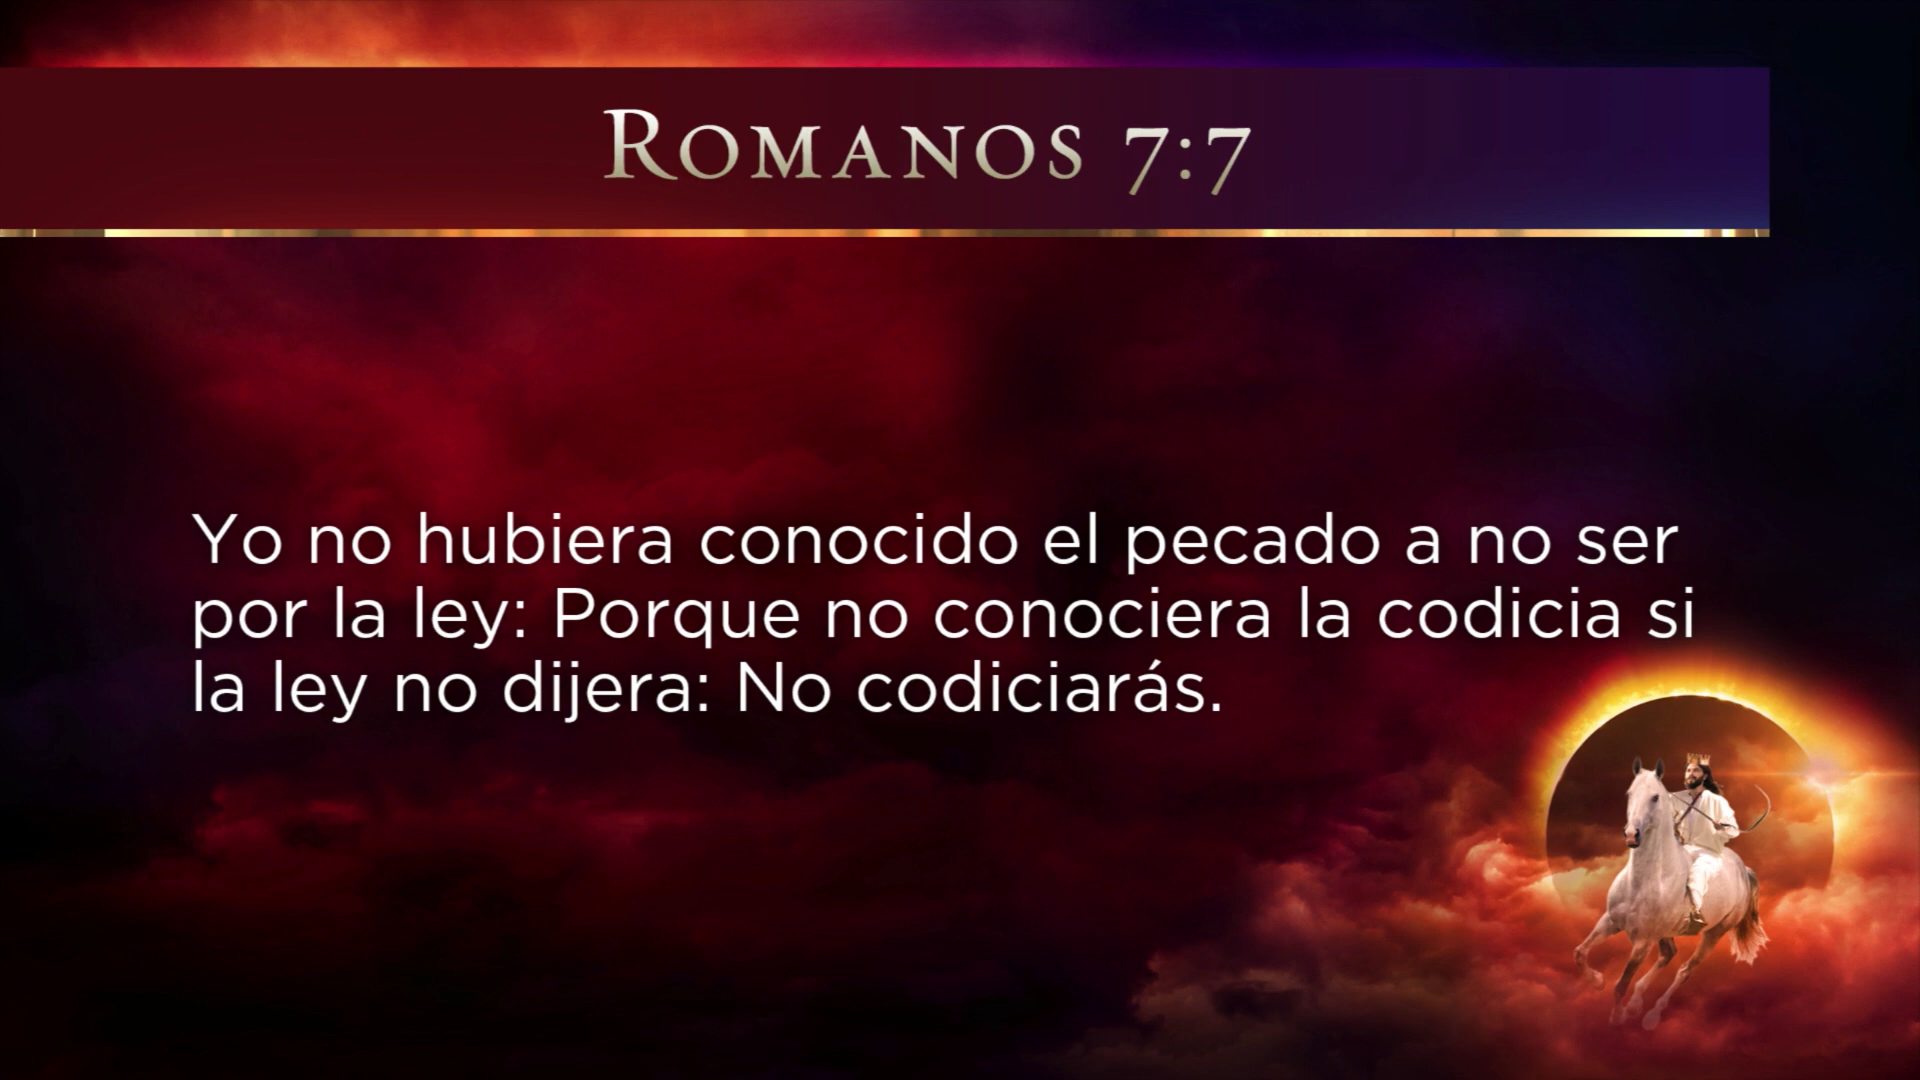 Romanos 7:7
Yo no hubiera conocido el pecado a no ser
por la ley: Porque no conociera la codicia si
la ley no dijera: No codiciarás.